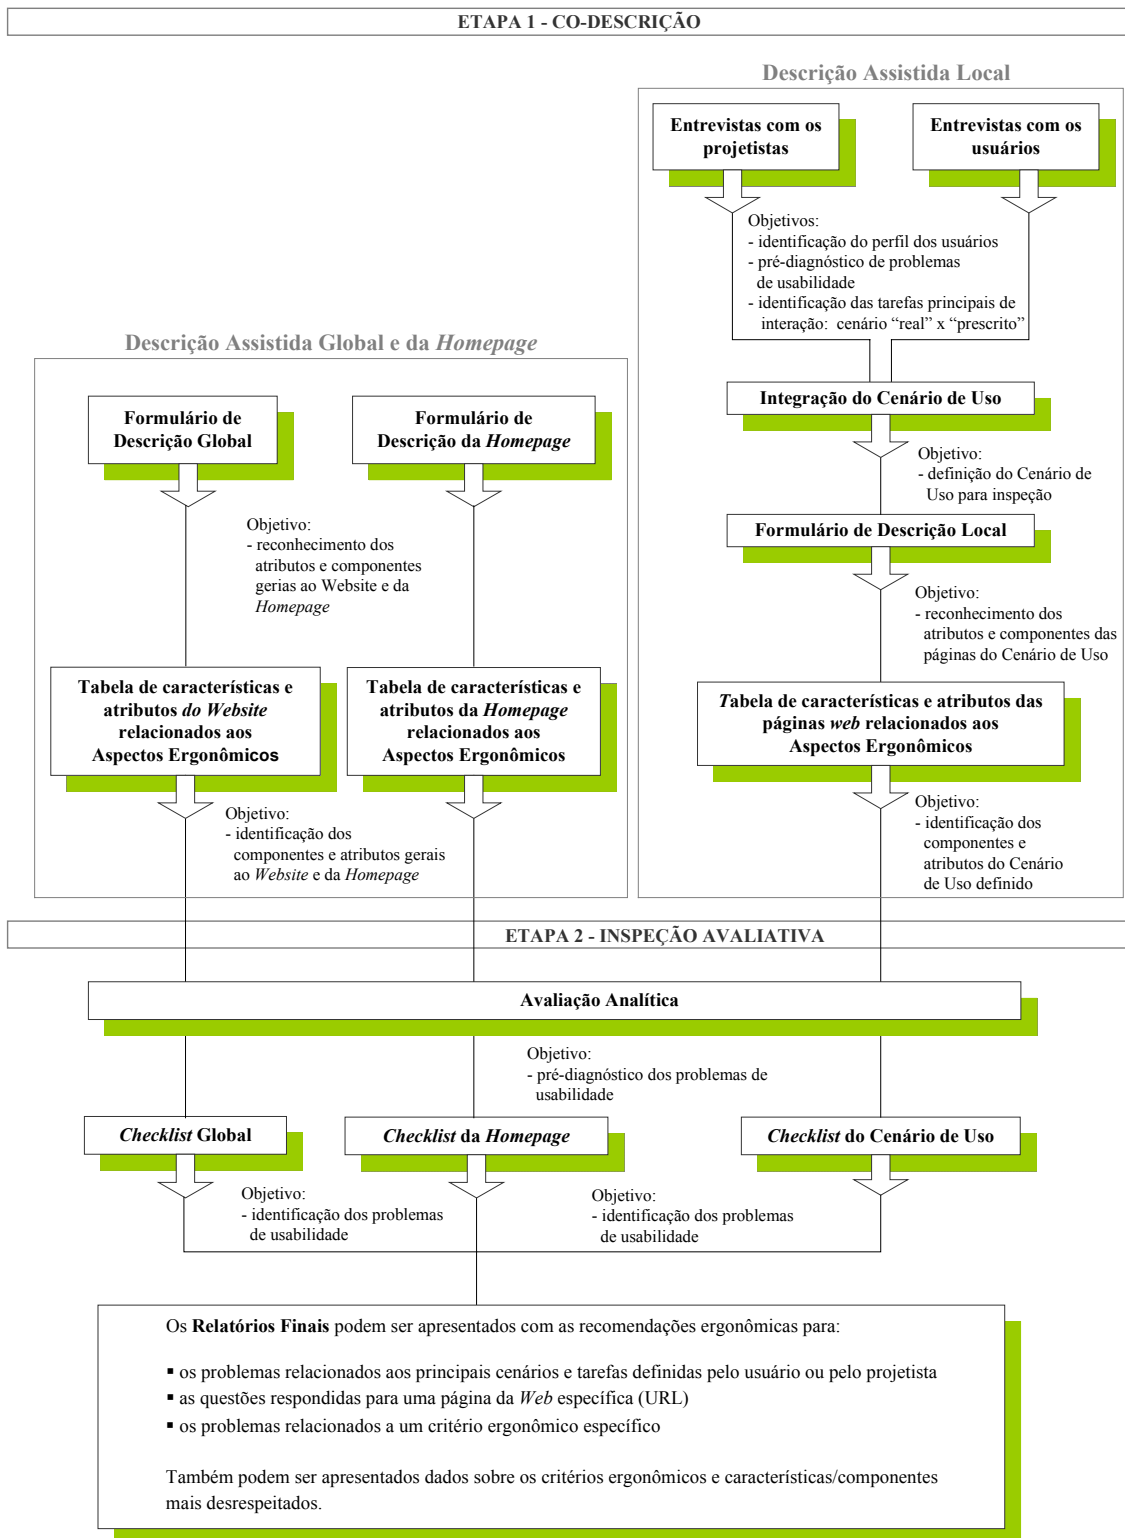 ETAPA 1 - CO-DESCRIÇÃO
Descrição Assistida Local
Entrevistas com os
projetistas
Entrevistas com os
usuários
Objetivos:
- identificação do perfil dos usuários
- pré-diagnóstico de problemas
de usabilidade
- identificação das tarefas principais de
interação: cenário “real” x “prescrito”
Integração do Cenário de Uso
Objetivo:
- definição do Cenário de
Uso para inspeção
Formulário de Descrição Local
Objetivo:
- reconhecimento dos
atributos e componentes das
páginas do Cenário de Uso
Tabela de características e atributos das
páginas web relacionados aos
Aspectos Ergonômicos
Objetivo:
- identificação dos
componentes e
atributos do Cenário
de Uso definido
Descrição Assistida Global e da Homepage
Formulário de
Descrição Global
Formulário de
Descrição da Homepage
Objetivo:
- reconhecimento dos
atributos e componentes
gerias ao Website e da
Homepage
Tabela de características e
atributos do Website
relacionados aos
Aspectos Ergonômicos
Tabela de características e
atributos da Homepage
relacionados aos
Aspectos Ergonômicos
Objetivo:
- identificação dos
componentes e atributos gerais
ao Website e da Homepage
ETAPA 2 - INSPEÇÃO AVALIATIVA
Avaliação Analítica
Objetivo:
- pré-diagnóstico dos problemas de
usabilidade
Checklist Global
Checklist da Homepage
Checklist do Cenário de Uso
Objetivo:
- identificação dos problemas
de usabilidade
Objetivo:
- identificação dos problemas
de usabilidade
Os Relatórios Finais podem ser apresentados com as recomendações ergonômicas para:
▪ os problemas relacionados aos principais cenários e tarefas definidas pelo usuário ou pelo projetista
▪ as questões respondidas para uma página da Web específica (URL)
▪ os problemas relacionados a um critério ergonômico específico
Também podem ser apresentados dados sobre os critérios ergonômicos e características/componentes
mais desrespeitados.